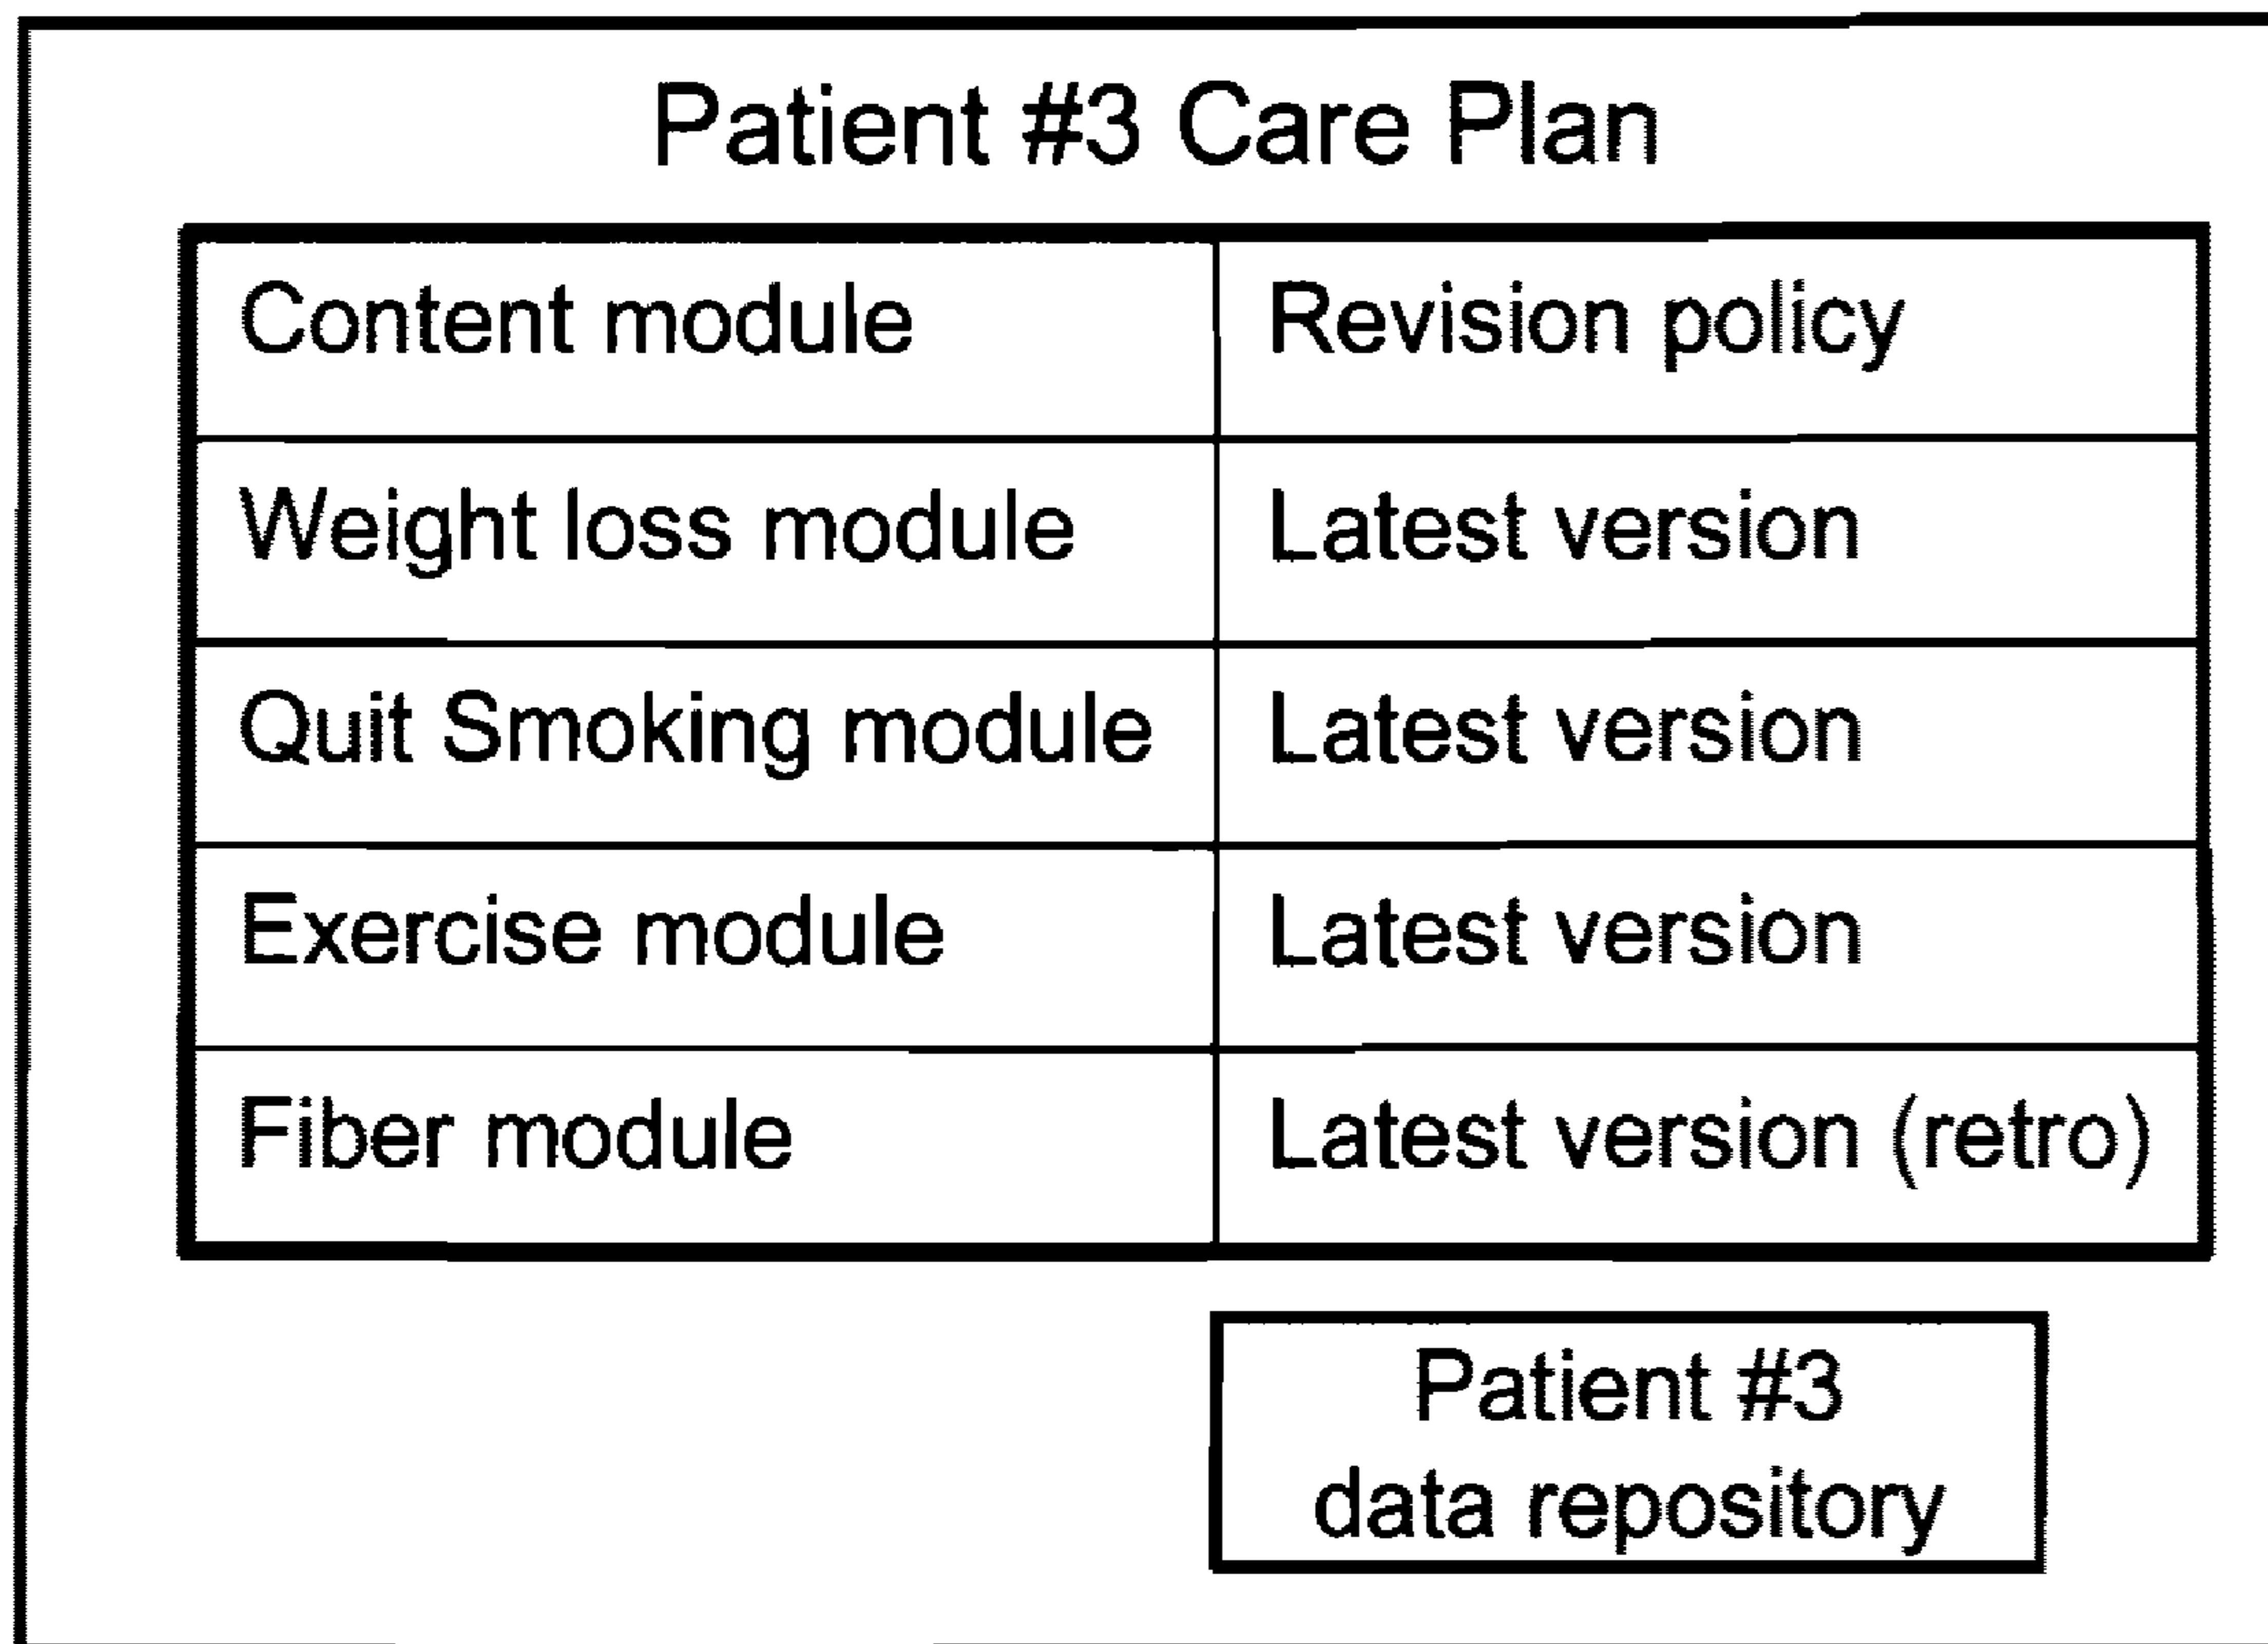 Patient #3 Care Plan
Content module Revision policy
Weight loss module Latest version
Quit Smoking module Latest version
Exercise module Latest version
Fiber module Latest version (retro)
Patient #3
data repository